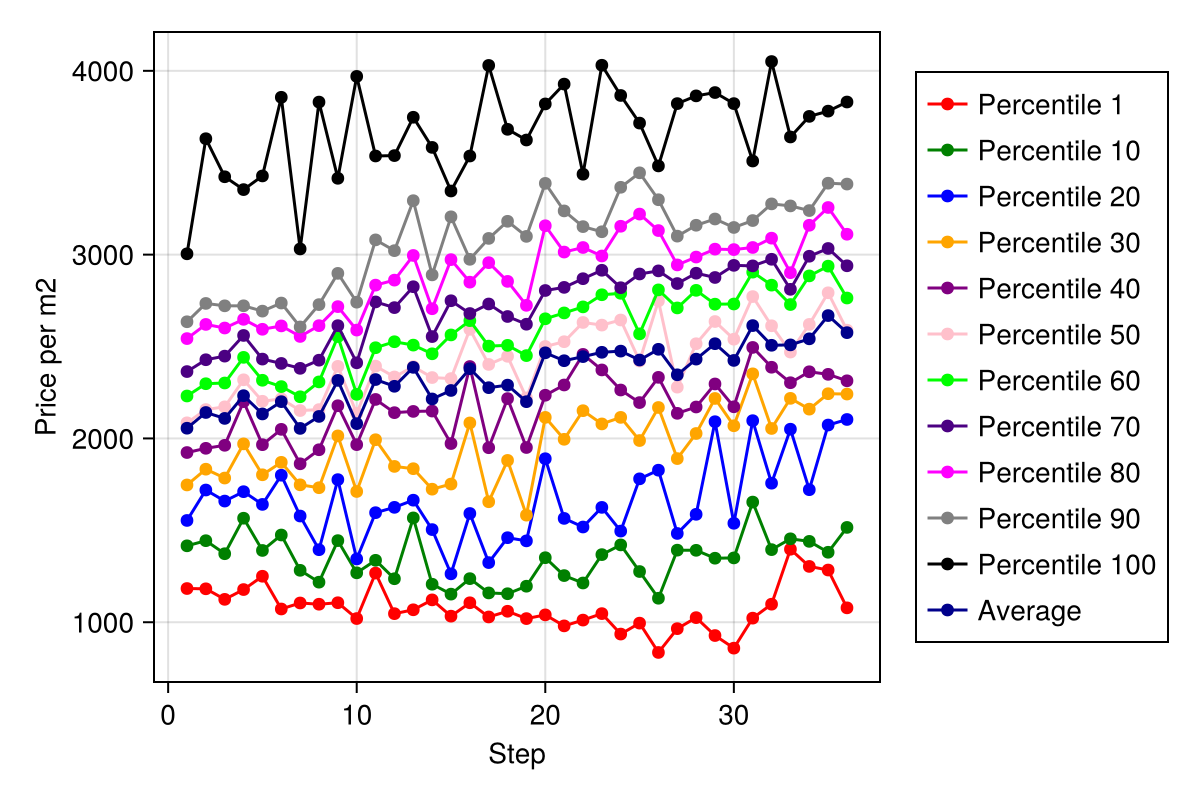 Price per m2
4000
3000
2000
1000
0
10
20
30
Step
Percentile 1
Percentile 10
Percentile 20
Percentile 30
Percentile 40
Percentile 50
Percentile 60
Percentile 70
Percentile 80
Percentile 90
Percentile 100
Average